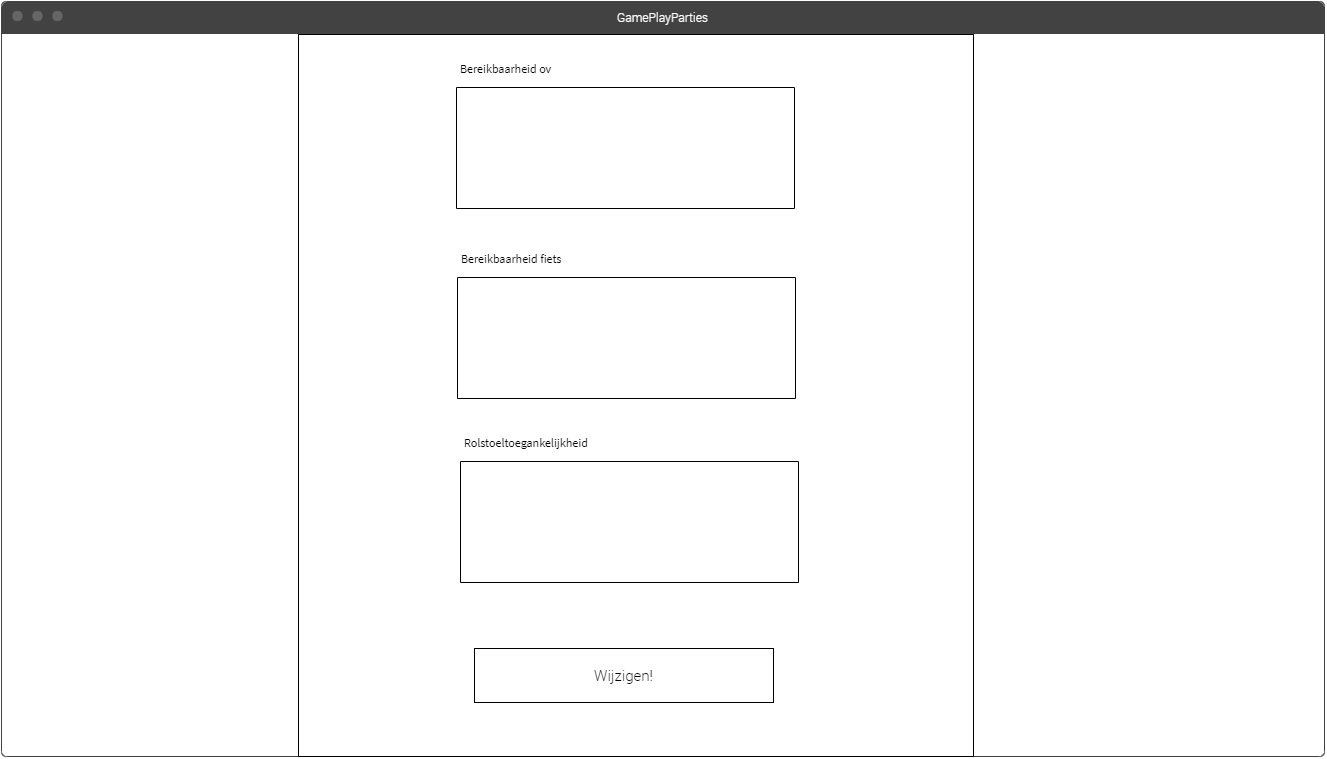 GamePlayParties
Bereikbaarheid ov
Bereikbaarheid fiets
Rolstoeltoegankelijkheid
Wijzigen!